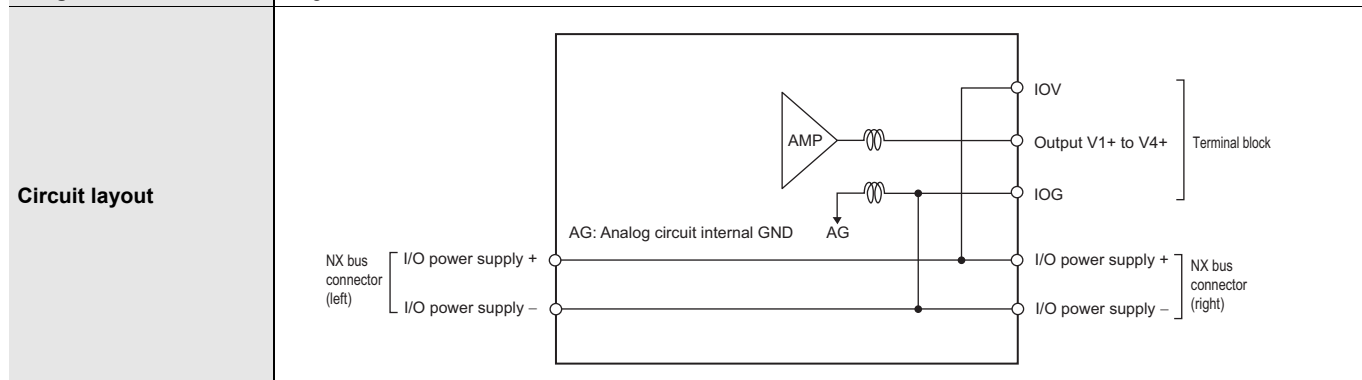 Circuit layout
IOV
AMP
Output V1+ to V4+
Terminal block
IOG
AG: Analog circuit internal GND
AG
NX bus
connector
(left)
I/O power supply +
I/O power supply –
I/O power supply +
I/O power supply –
NX bus
connector
(right)